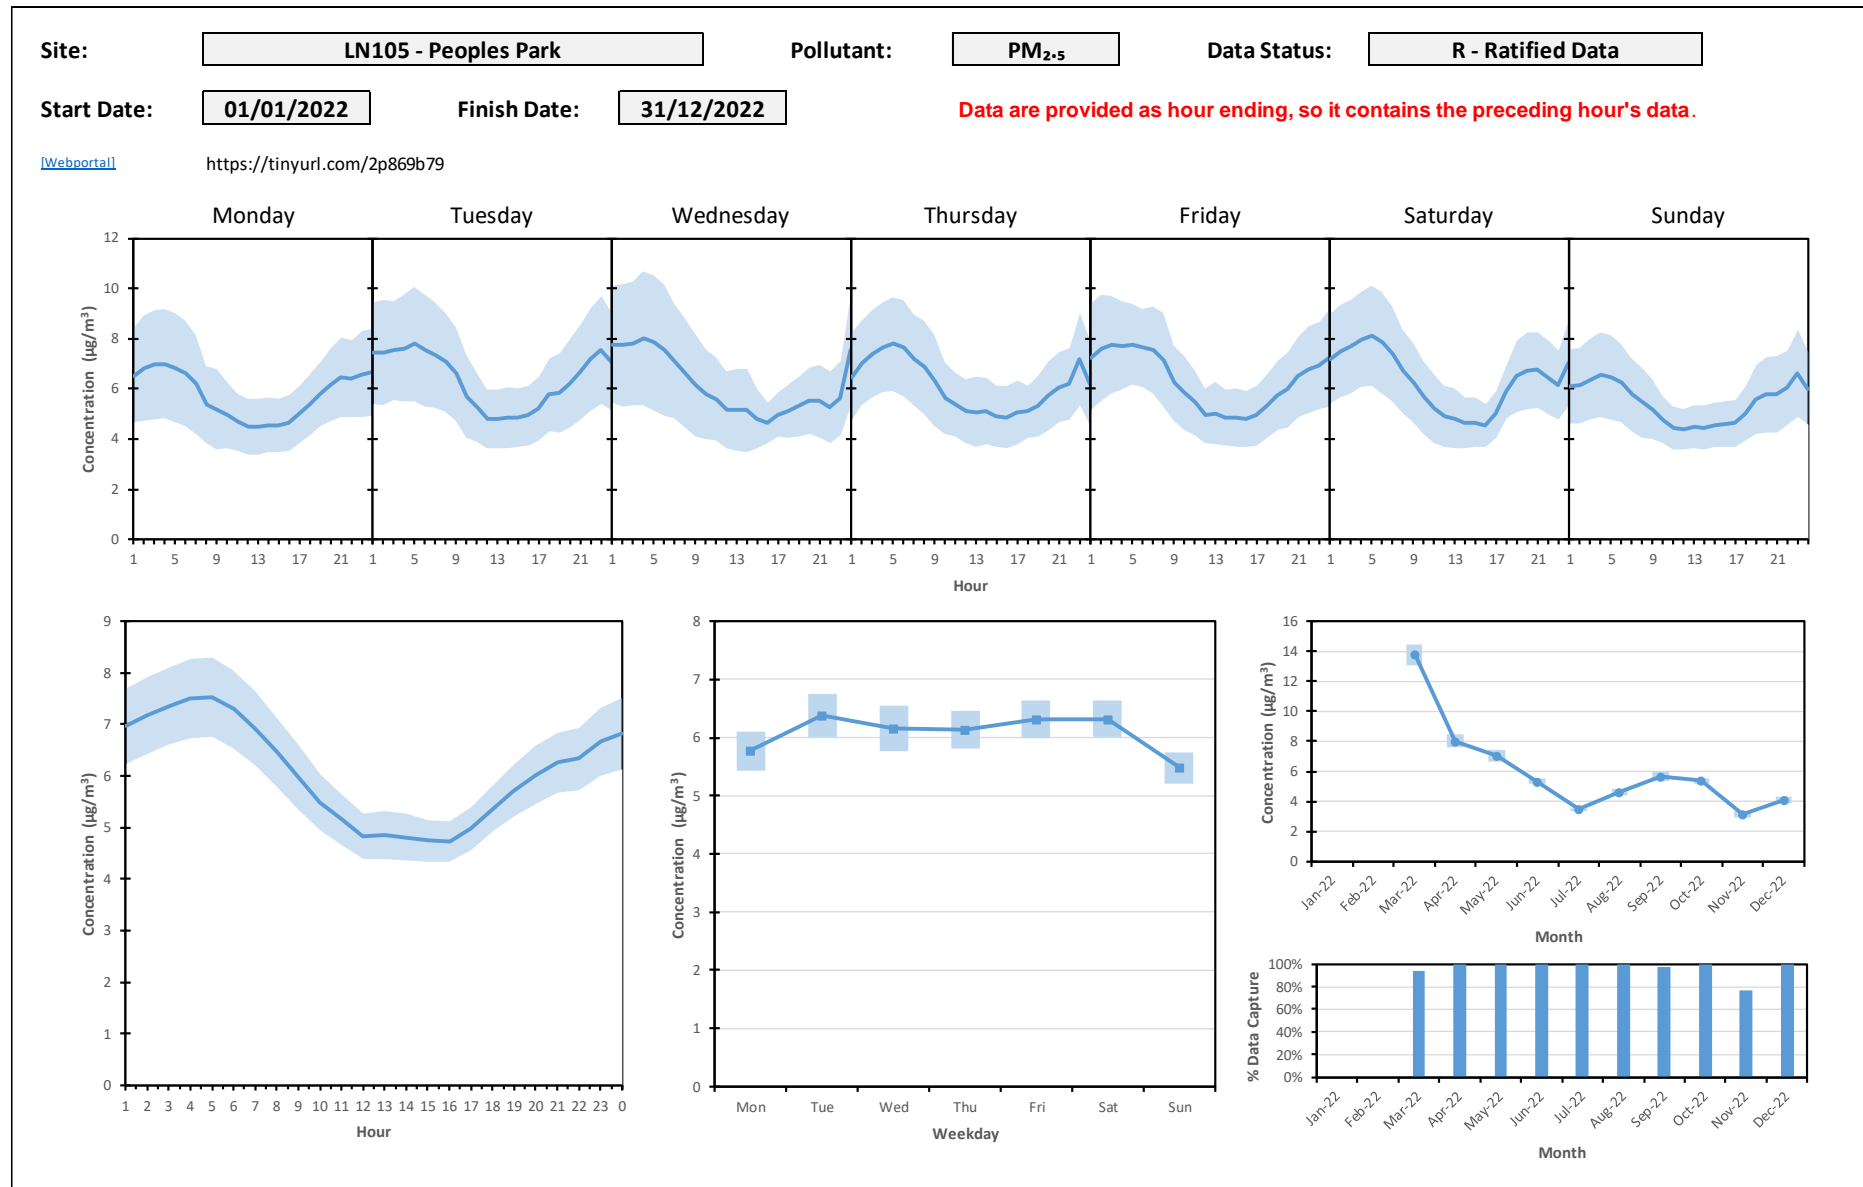 Site: LN105 - Peoples Park Pollutant: PM₂.₅ Data Status: R - Ratified Data
Start Date: 01/01/2022 Finish Date: 31/12/2022 Data are provided as hour ending, so it contains the preceding hour's data.
[Webportal] https://tinyurl.com/2p869b79
Monday Tuesday Wednesday Thursday Friday Saturday Sunday
Concentration (µg/m³)
12
10
8
6
4
2
0
1 5 9 13 17 21 1 5 9 13 17 21 1 5 9 13 17 21 1 5 9 13 17 21 1 5 9 13 17 21 1 5 9 13 17 21 1 5 9 13 17 21
Hour
Concentration (µg/m³)
9
8
7
6
5
4
3
2
1
0
1 2 3 4 5 6 7 8 9 10 11 12 13 14 15 16 17 18 19 20 21 22 23 0
Hour
Concentration (µg/m³)
8
7
6
5
4
3
2
1
0
Mon Tue Wed Thu Fri Sat Sun
Weekday
Concentration (µg/m³)
16
14
12
10
8
6
4
2
0
Jan-22 Feb-22 Mar-22 Apr-22 May-22 Jun-22 Jul-22 Aug-22 Sep-22 Oct-22 Nov-22 Dec-22
Month
% Data Capture
100%
80%
60%
40%
20%
0%
Jan-22 Feb-22 Mar-22 Apr-22 May-22 Jun-22 Jul-22 Aug-22 Sep-22 Oct-22 Nov-22 Dec-22
Month